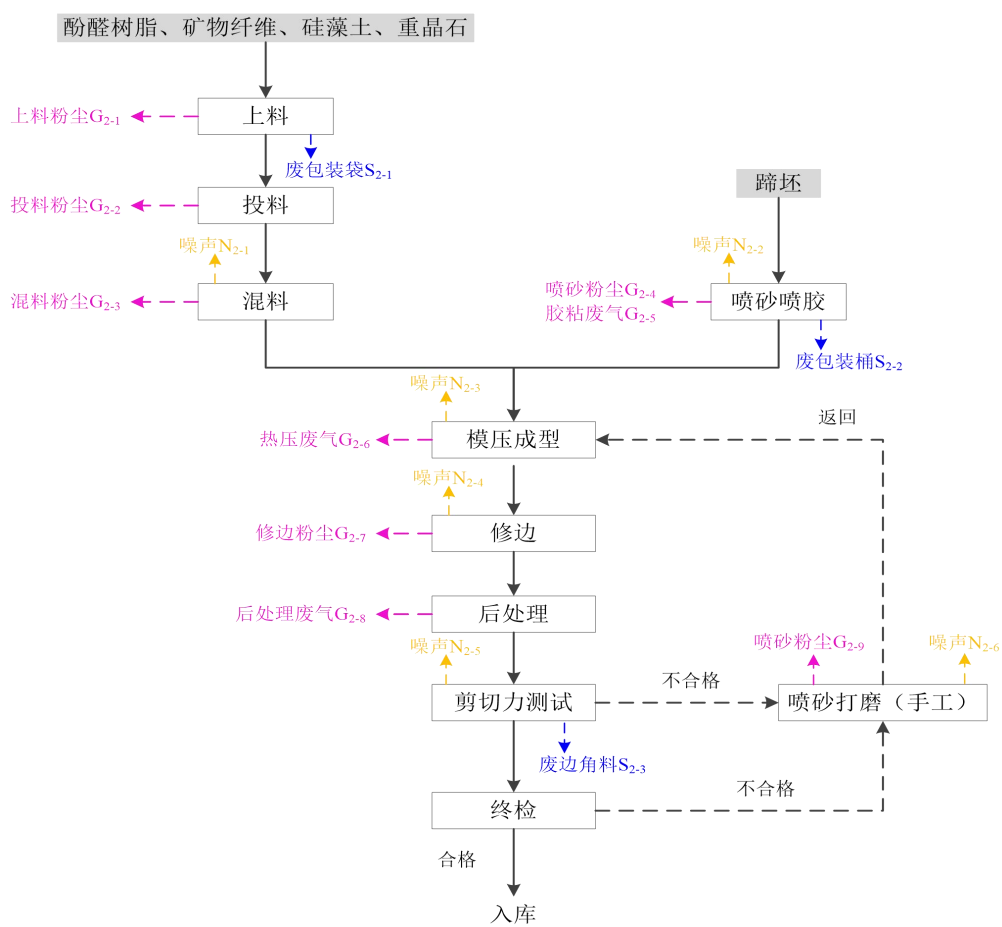 酚醛树脂、矿物纤维、硅藻土、重晶石
上料粉尘G2-1
上料
废包装袋S2-1
蹄坯
投料粉尘G2-2
投料
噪声N2-1
噪声N2-2
混料粉尘G2-3
混料
喷砂粉尘G2-4
胶粘废气G2-5
喷砂喷胶
废包装桶S2-2
噪声N2-3
返回
热压废气G2-6
模压成型
噪声N2-4
修边粉尘G2-7
修边
后处理废气G2-8
后处理
噪声N2-5
喷砂粉尘G2-9
噪声N2-6
不合格
剪切力测试
喷砂打磨（手工）
废边角料S2-3
不合格
终检
合格
入库